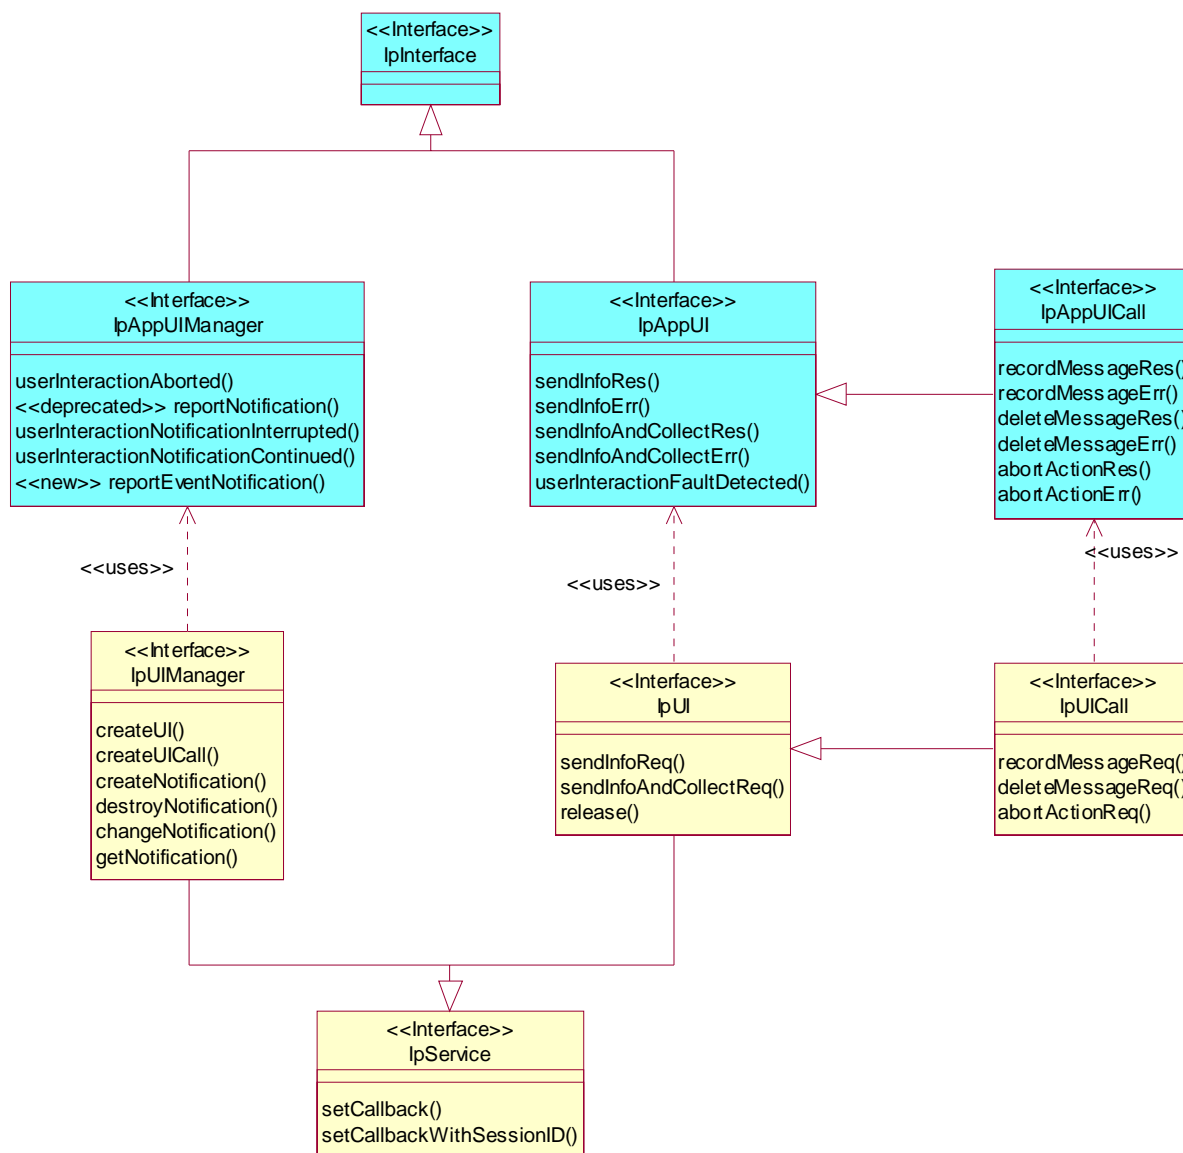 <<Interface>>
IpInterface
<<Interface>>
IpAppUIManager
userInteractionAborted()
<<deprecated>> reportNotification()
userInteractionNotificationInterrupted()
userInteractionNotificationContinued()
<<new>> reportEventNotification()
<<Interface>>
IpAppUI
sendInfoRes()
sendInfoErr()
sendInfoAndCollectRes()
sendInfoAndCollectErr()
userInteractionFaultDetected()
<<Interface>>
IpAppUICall
recordMessageRes()
recordMessageErr()
deleteMessageRes()
deleteMessageErr()
abortActionRes()
abortActionErr()
<<uses>>
<<uses>>
<<uses>>
<<Interface>>
IpUIManager
createUI()
createUICall()
createNotification()
destroyNotification()
changeNotification()
getNotification()
<<Interface>>
IpUI
sendInfoReq()
sendInfoAndCollectReq()
release()
<<Interface>>
IpUICall
recordMessageReq()
deleteMessageReq()
abortActionReq()
<<Interface>>
IpService
setCallback()
setCallbackWithSessionID()